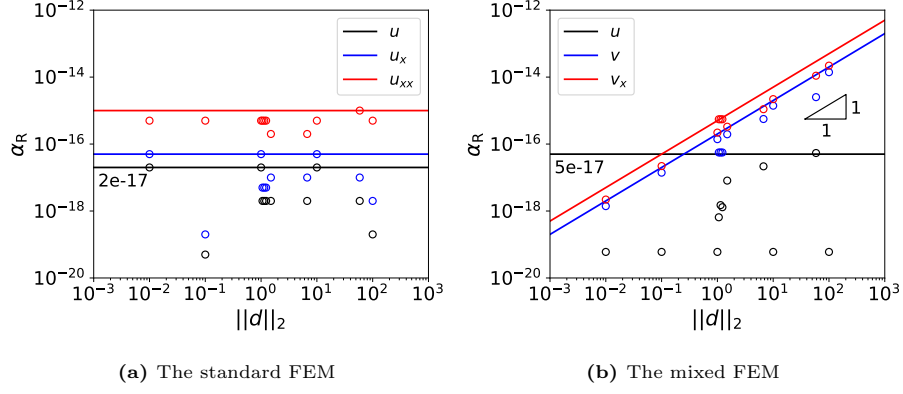 10^−12
10^−14
10^−16
10^−18
10^−20
α_R
u
u_x
u_xx
2e-17
10^−3 10^−2 10^−1 10^0 10^1 10^2 10^3
||d||_2
(a) The standard FEM
10^−12
10^−14
10^−16
10^−18
10^−20
α_R
u
v
v_x
1
1
5e-17
10^−3 10^−2 10^−1 10^0 10^1 10^2 10^3
||d||_2
(b) The mixed FEM